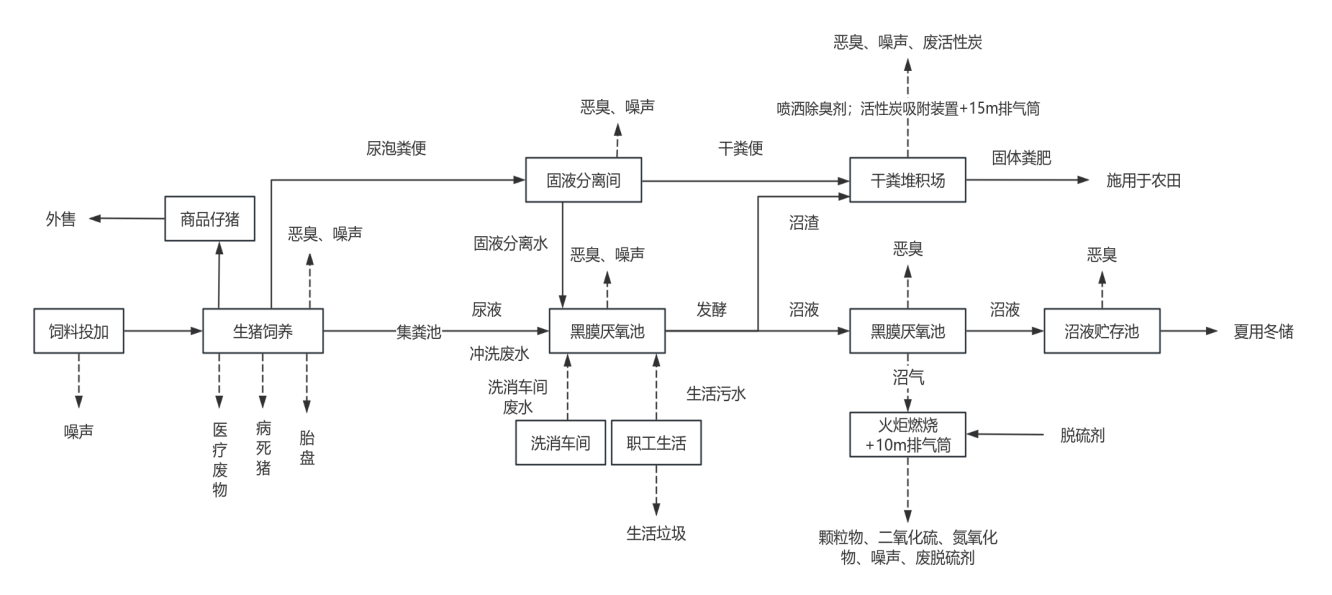 恶臭、噪声、废活性炭
喷洒除臭剂；活性炭吸附装置+15m排气筒
恶臭、噪声
尿泡粪便
干粪便
固体粪肥
固液分离间
干粪堆积场
施用于农田
外售
商品仔猪
恶臭、噪声
固液分离水
恶臭、噪声
沼渣
恶臭
恶臭
饲料投加
生猪饲养
集粪池
尿液
冲洗废水
黑膜厌氧池
发酵
沼液
黑膜厌氧池
沼液
沼液贮存池
夏用冬储
噪声
医疗废物
病死猪
胎盘
洗消车间
废水
生活污水
沼气
洗消车间
职工生活
火炬燃烧
+10m排气筒
脱硫剂
生活垃圾
颗粒物、二氧化硫、氮氧化
物、噪声、废脱硫剂